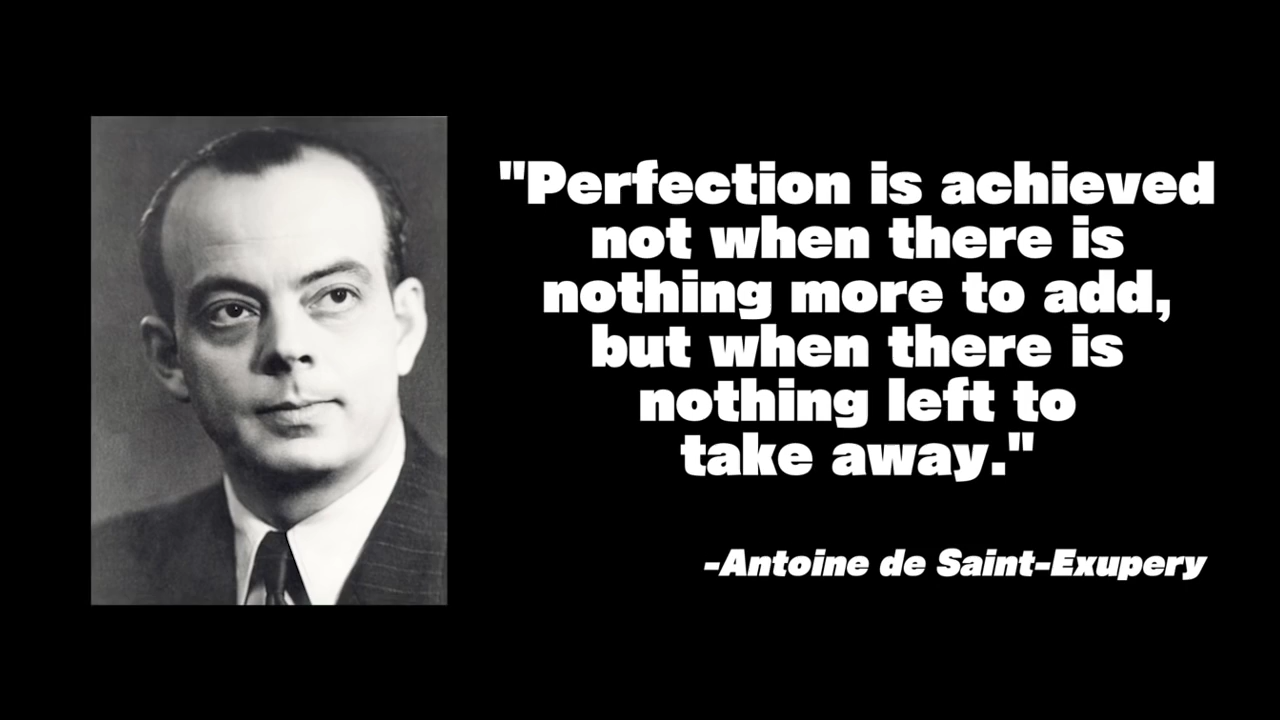 "Perfection is achieved
not when there is
nothing more to add,
but when there is
nothing left to
take away."
-Antoine de Saint-Exupery